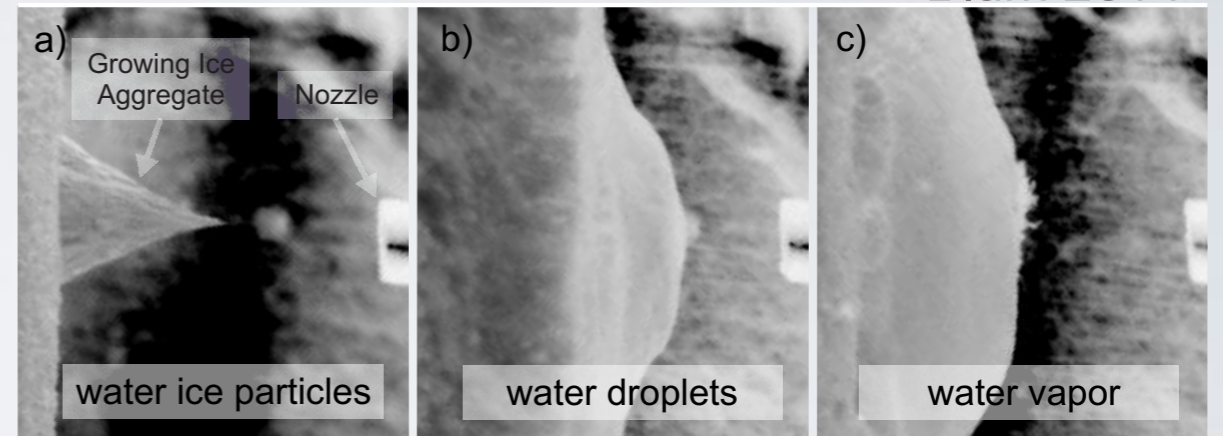 a)
Growing Ice
Aggregate
Nozzle
water ice particles
b)
water droplets
c)
water vapor